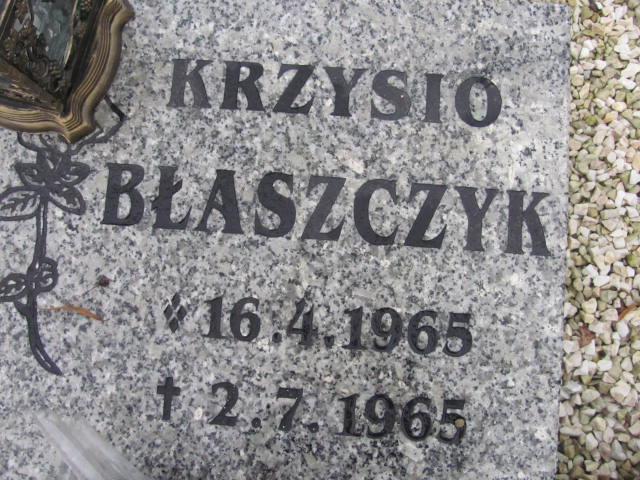 KRZYSIO
BŁASZCZYK
16.4.1965
† 2.7.1965